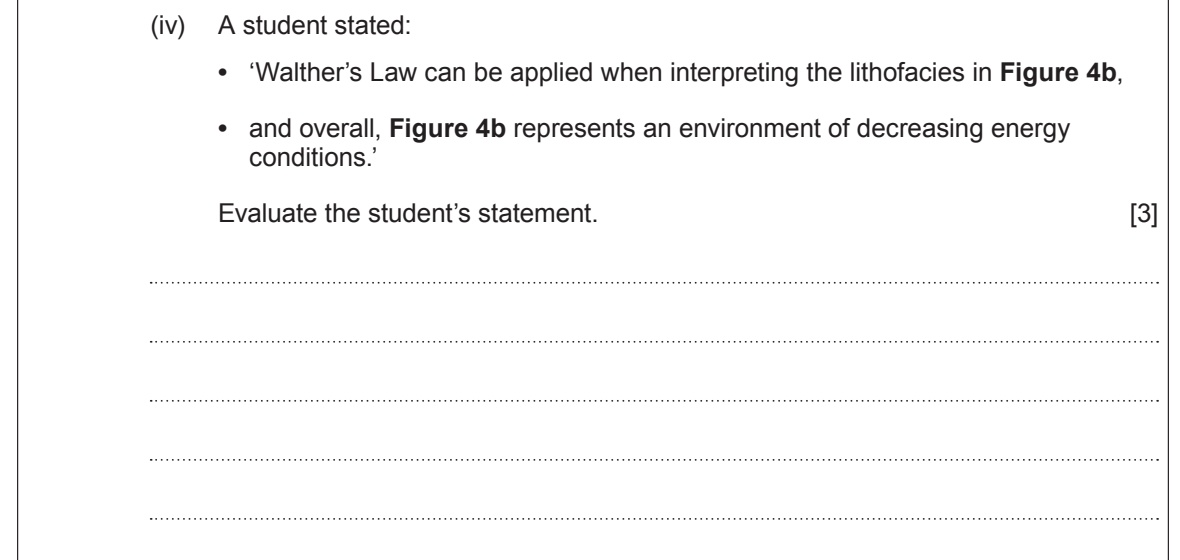 (iv) A student stated:
• ‘Walther’s Law can be applied when interpreting the lithofacies in Figure 4b,
• and overall, Figure 4b represents an environment of decreasing energy
conditions.’
Evaluate the student’s statement. [3]